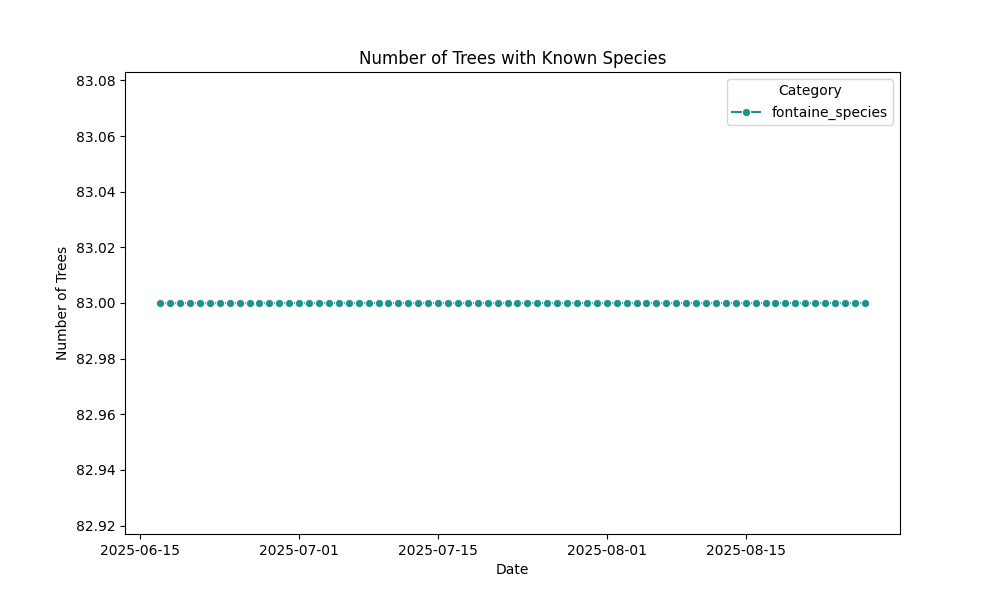 Number of Trees with Known Species
Category
fontaine_species
Number of Trees
83.08
83.06
83.04
83.02
83.00
82.98
82.96
82.94
82.92
2025-06-15
2025-07-01
2025-07-15
2025-08-01
2025-08-15
Date